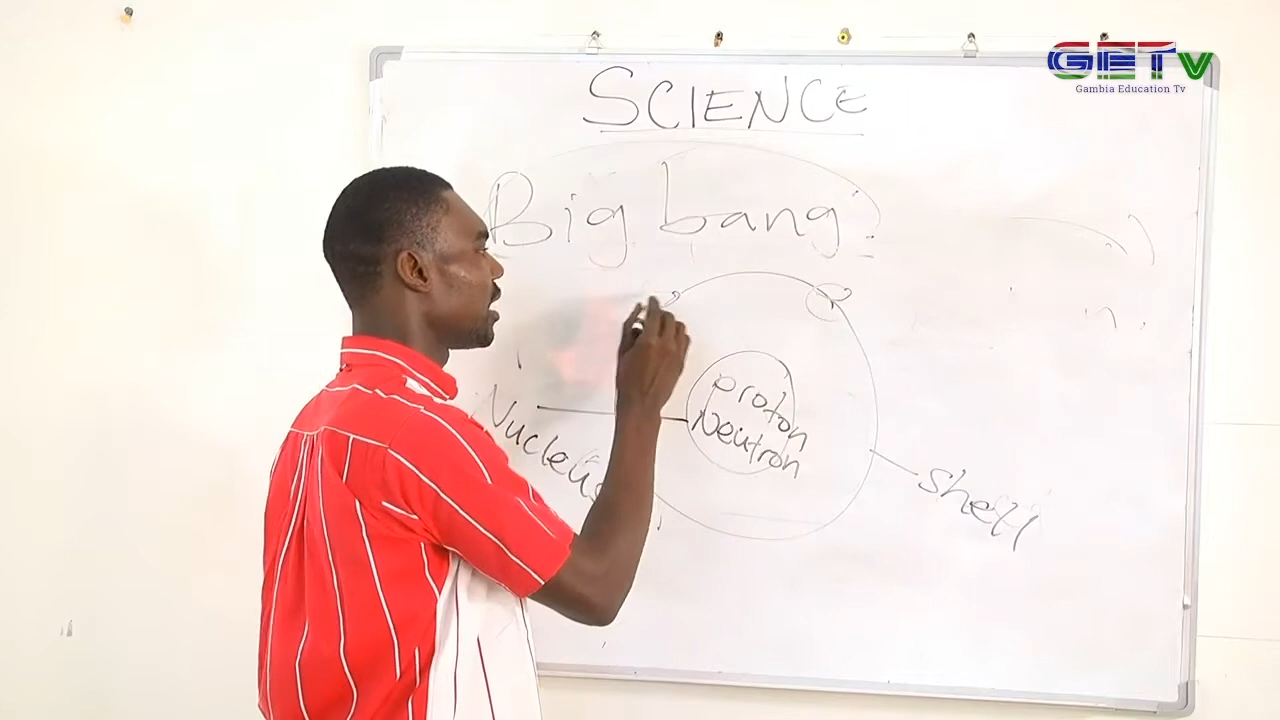 GETv
Gambia Education Tv
SCIENCE
Big bang?
proton
Neutron
Nucleus
shell